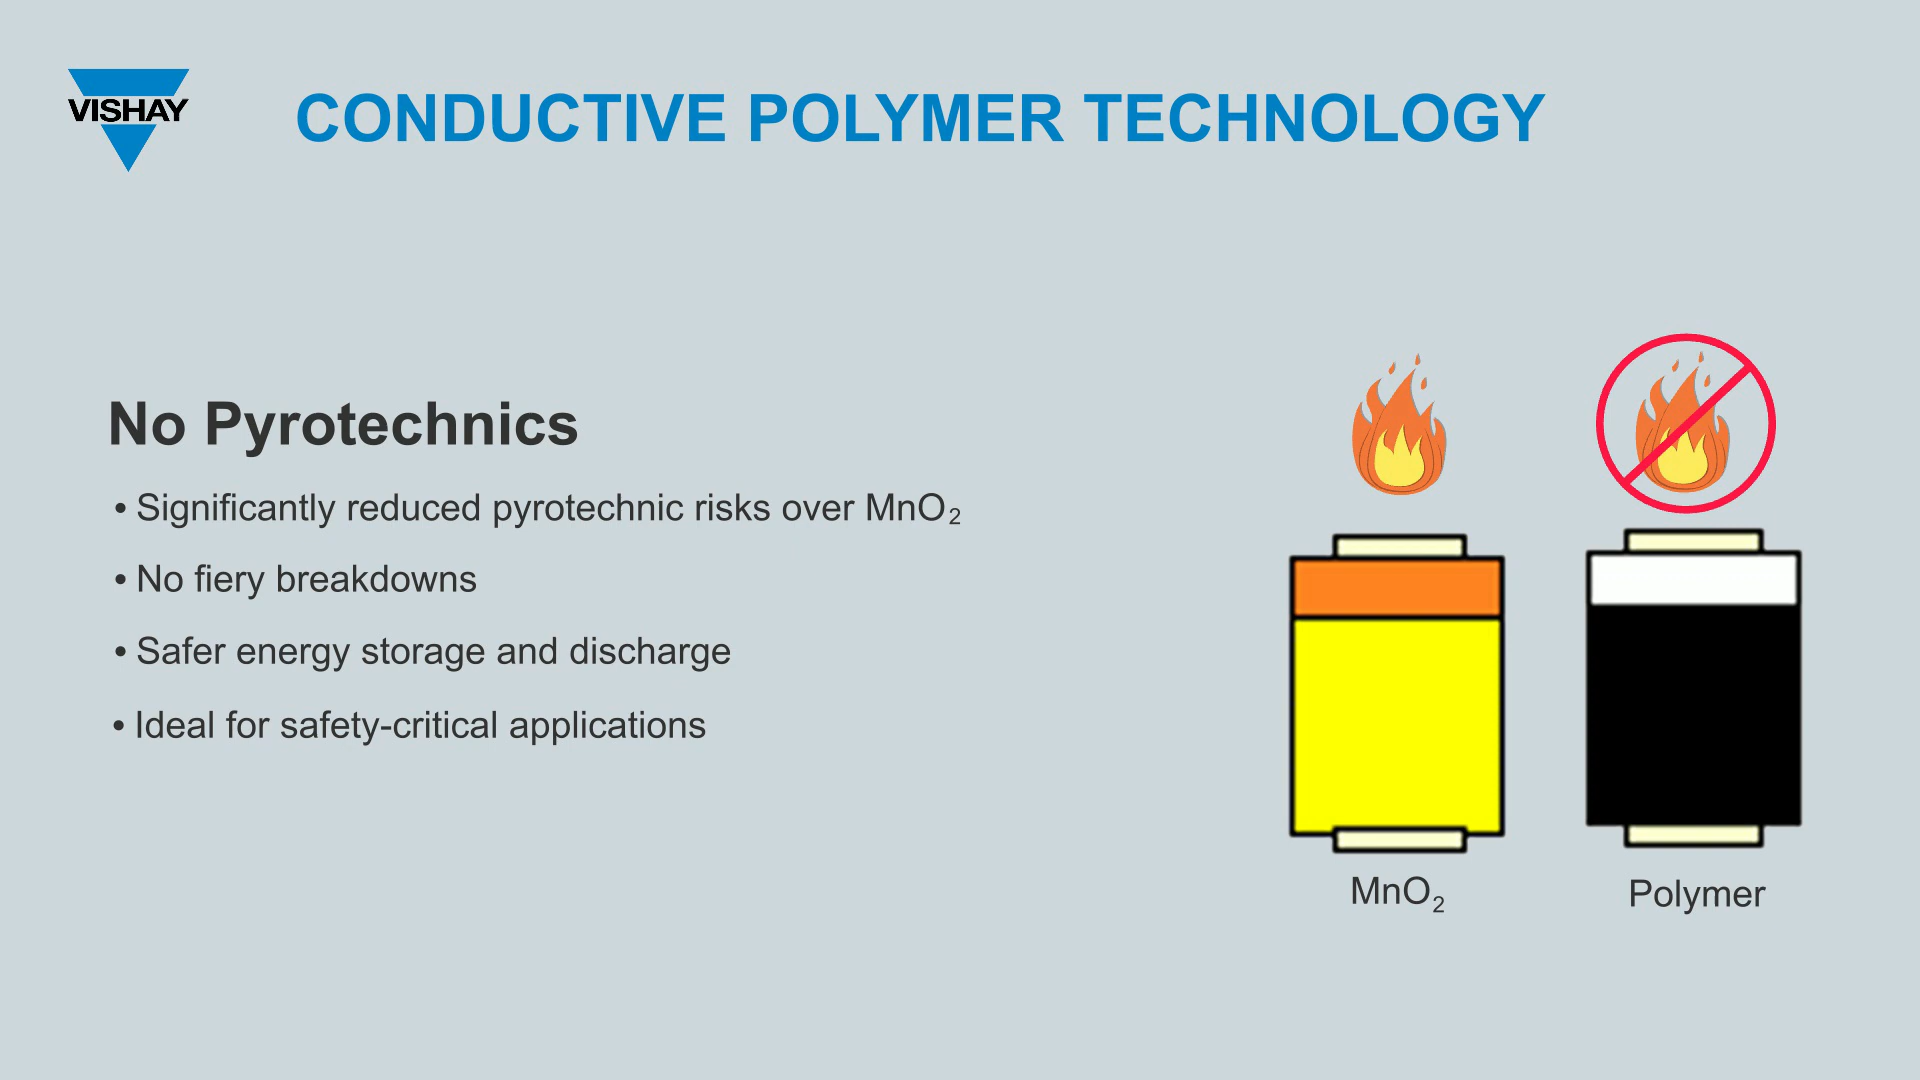 VISHAY
CONDUCTIVE POLYMER TECHNOLOGY
No Pyrotechnics
• Significantly reduced pyrotechnic risks over MnO₂
• No fiery breakdowns
• Safer energy storage and discharge
• Ideal for safety-critical applications
MnO₂
Polymer